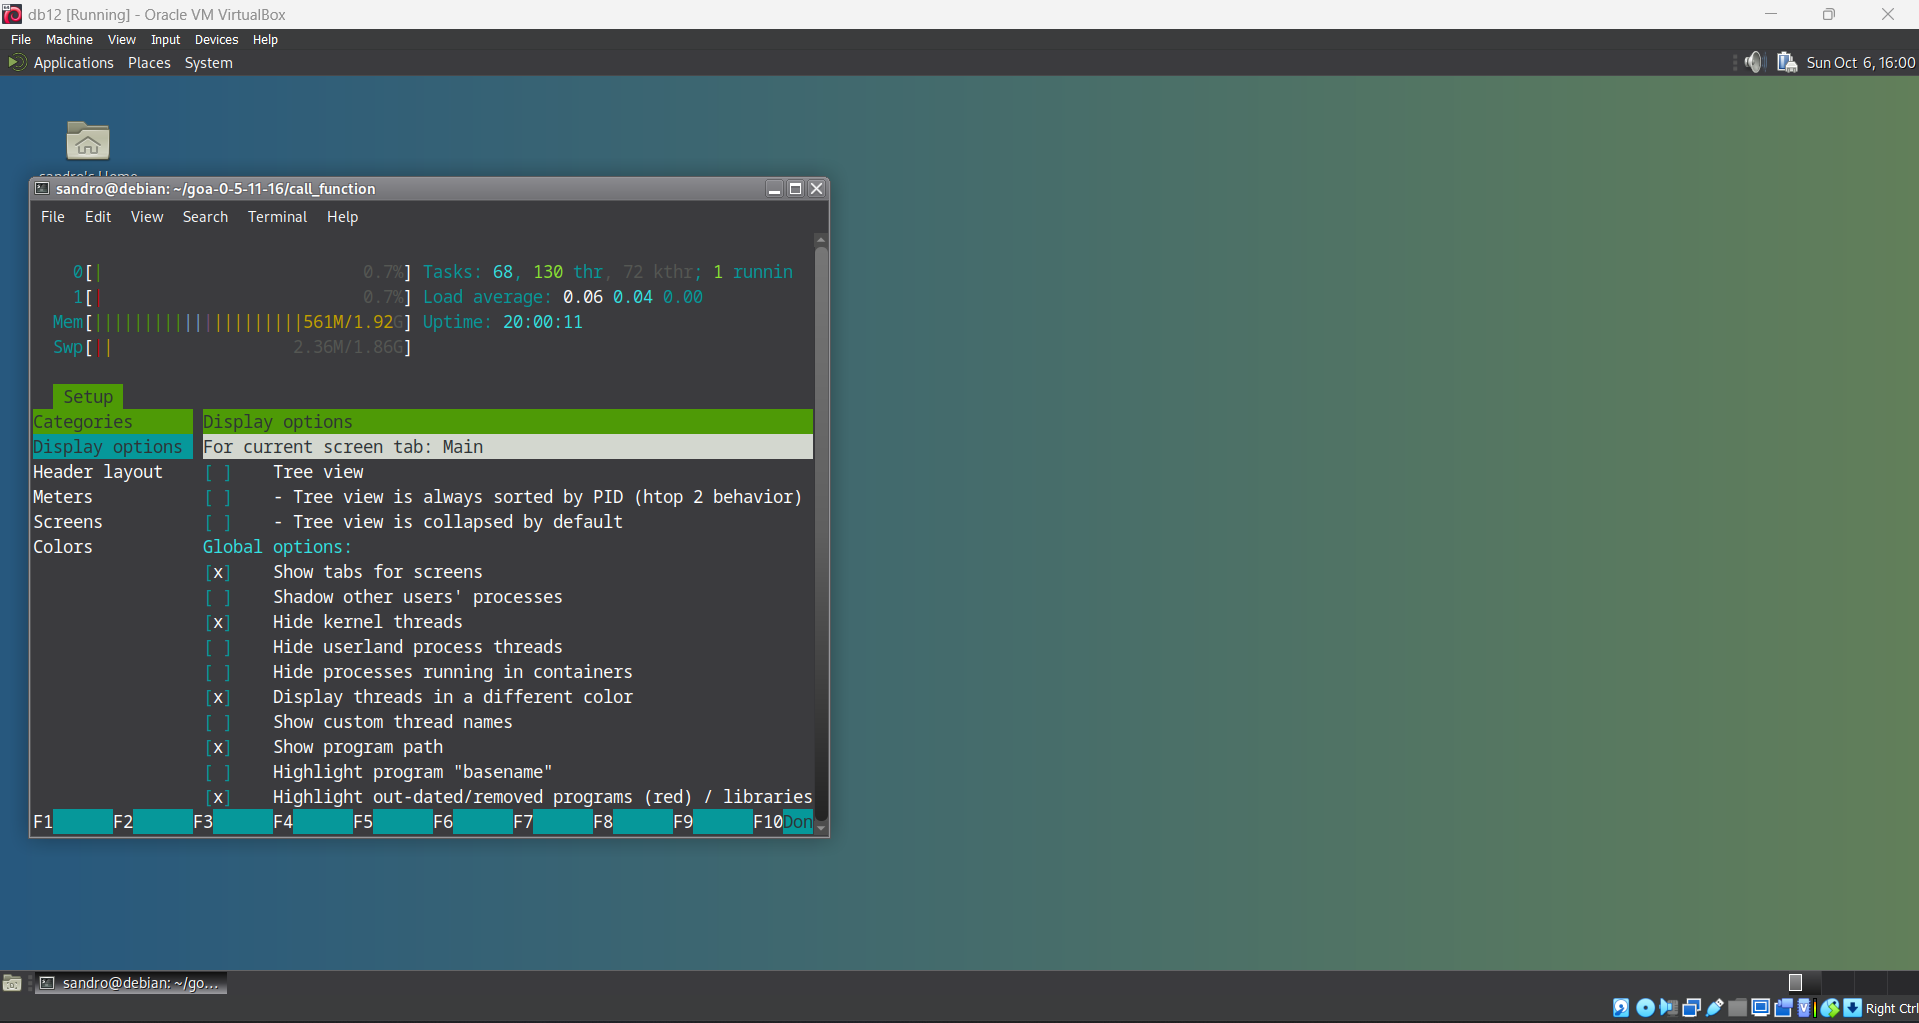 db12 [Running] - Oracle VM VirtualBox
File Machine View Input Devices Help
Applications Places System
Sun Oct 6, 16:00
sandro's Home
sandro@debian: ~/goa-0-5-11-16/call_function
File Edit View Search Terminal Help
0[| 0.7%] Tasks: 68, 130 thr, 72 kthr; 1 runnin
1[| 0.7%] Load average: 0.06 0.04 0.00
Mem[|||||||||||||||||||||561M/1.92G] Uptime: 20:00:11
Swp[|| 2.36M/1.86G]
Setup
Categories Display options
Display options For current screen tab: Main
Header layout [ ] Tree view
Meters [ ] - Tree view is always sorted by PID (htop 2 behavior)
Screens [ ] - Tree view is collapsed by default
Colors Global options:
[x] Show tabs for screens
[ ] Shadow other users' processes
[x] Hide kernel threads
[ ] Hide userland process threads
[ ] Hide processes running in containers
[x] Display threads in a different color
[ ] Show custom thread names
[x] Show program path
[ ] Highlight program "basename"
[x] Highlight out-dated/removed programs (red) / libraries
F1 F2 F3 F4 F5 F6 F7 F8 F9 F10Don
sandro@debian: ~/go...
Right Ctrl